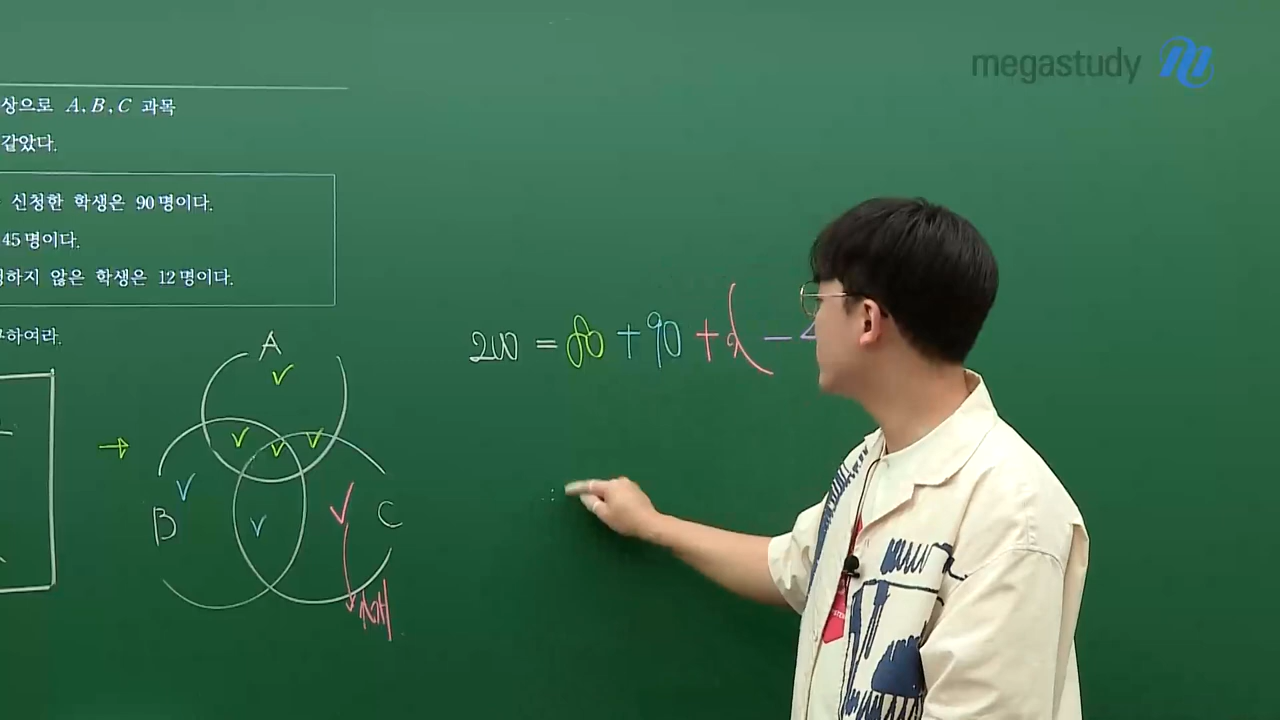 megastudy
상으로 A, B, C 과목
같았다.
신청한 학생은 90명이다.
45명이다.
하지 않은 학생은 12명이다.
하여라.
A
B
C
200 = 80 + 90 +